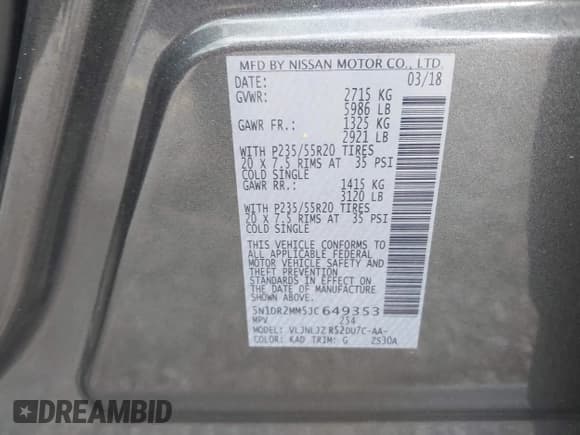 MFD BY NISSAN MOTOR CO., LTD.
DATE: 03/18
GVWR: 2715 KG
5986 LB
GAWR FR.: 1325 KG
2921 LB
WITH P235/55R20 TIRES
20 X 7.5 RIMS AT 35 PSI
COLD SINGLE
GAWR RR.: 1415 KG
3120 LB
WITH P235/55R20 TIRES
20 X 7.5 RIMS AT 35 PSI
COLD SINGLE
THIS VEHICLE CONFORMS TO
ALL APPLICABLE FEDERAL
MOTOR VEHICLE SAFETY AND
THEFT PREVENTION
STANDARDS IN EFFECT ON
THE DATE OF MANUFACTURE
SHOWN ABOVE.
5N1DR2MM5JC649353
MPV 254
MODEL: VLJNLJZ R52DU7C-AA-
COLOR: KAD TRIM: G ZS30A
DREAMBID